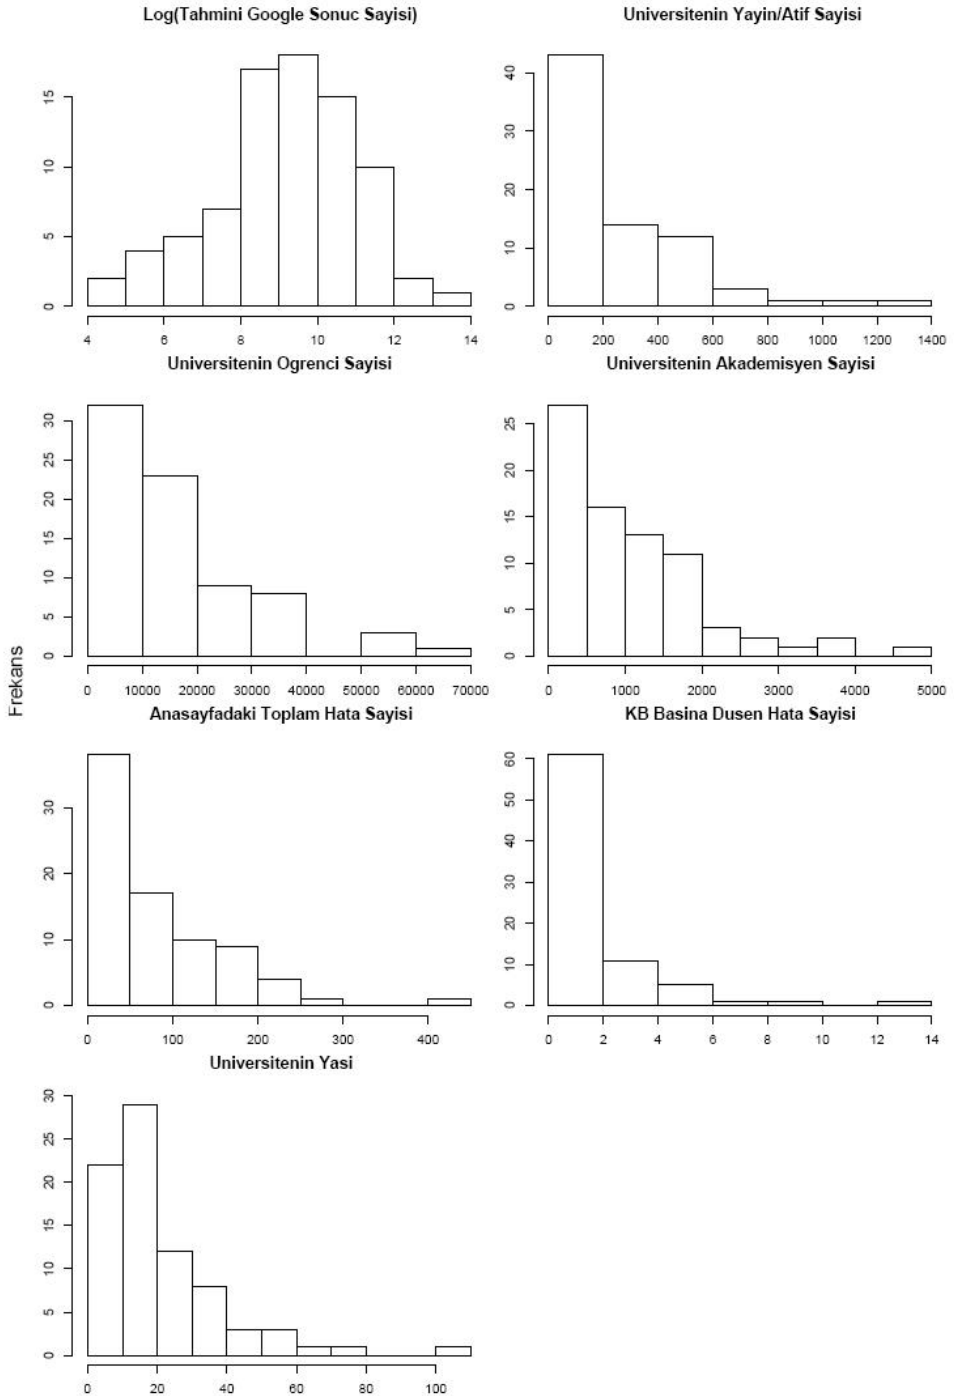 Log(Tahmini Google Sonuc Sayisi)
15
10
5
0
4 6 8 10 12 14
Universitenin Yayin/Atif Sayisi
40
30
20
10
0
0 200 400 600 800 1000 1200 1400
Universitenin Ogrenci Sayisi
30
25
20
15
10
5
0
0 10000 20000 30000 40000 50000 60000 70000
Universitenin Akademisyen Sayisi
25
20
15
10
5
0
0 1000 2000 3000 4000 5000
Frekans
Anasayfadaki Toplam Hata Sayisi
30
20
10
0
0 100 200 300 400
KB Basina Dusen Hata Sayisi
60
50
40
30
20
10
0
0 2 4 6 8 10 12 14
Universitenin Yasi
30
25
20
15
10
5
0
0 20 40 60 80 100